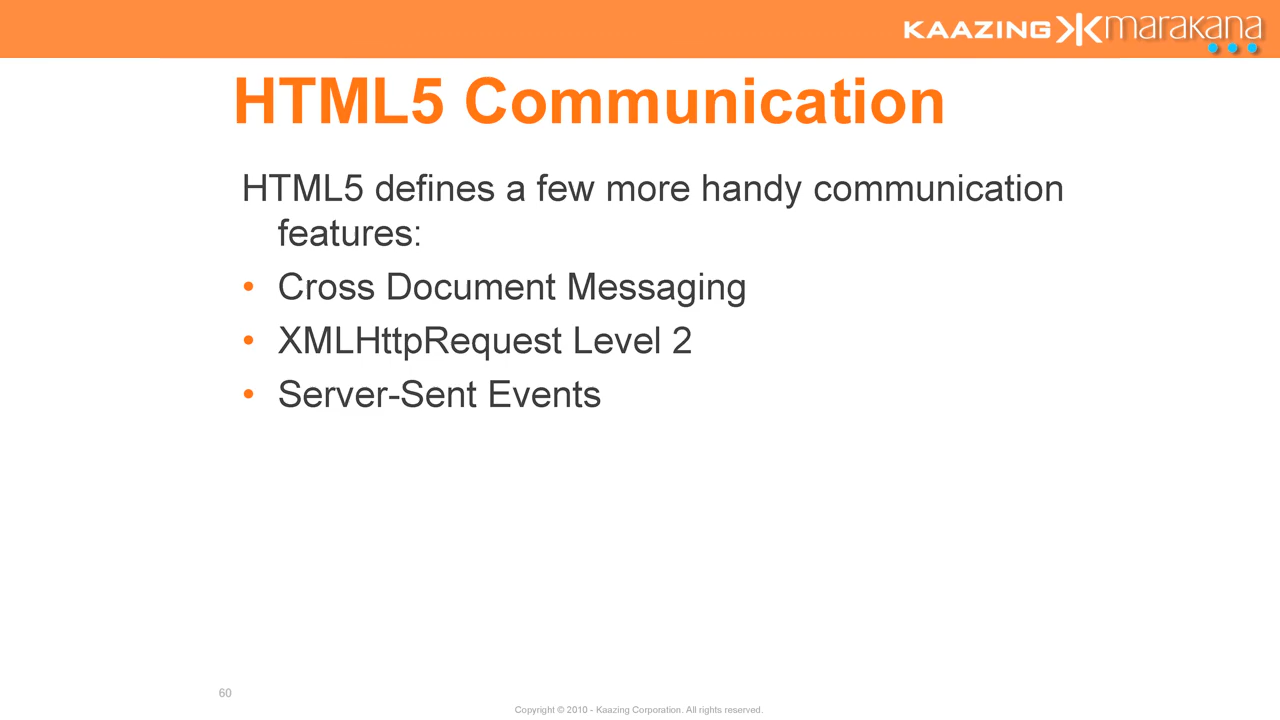 KAAZING marakana
HTML5 Communication
HTML5 defines a few more handy communication
features:
• Cross Document Messaging
• XMLHttpRequest Level 2
• Server-Sent Events
60
Copyright © 2010 - Kaazing Corporation. All rights reserved.